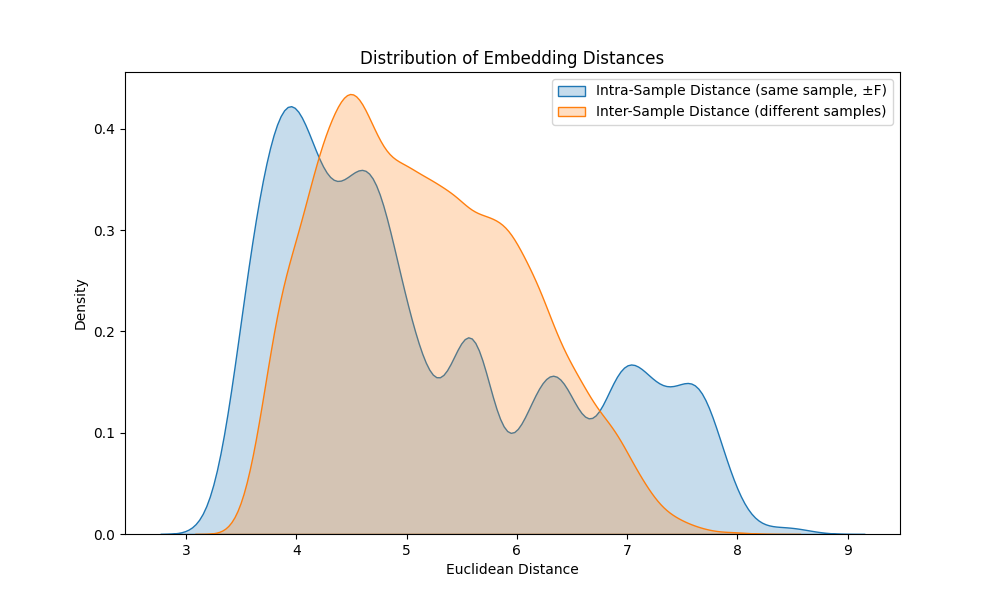 Distribution of Embedding Distances
Intra-Sample Distance (same sample, ±F)
Inter-Sample Distance (different samples)
Density
0.4
0.3
0.2
0.1
0.0
3 4 5 6 7 8 9
Euclidean Distance